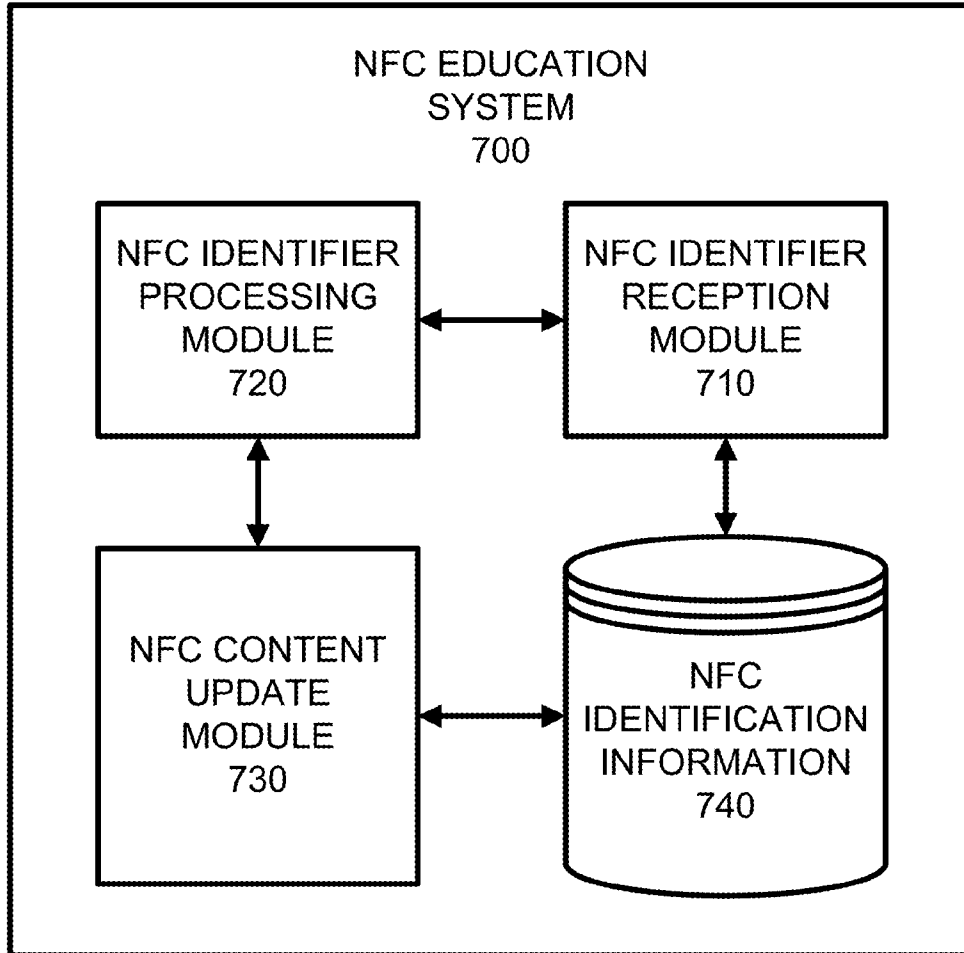 NFC EDUCATION
SYSTEM
700
NFC IDENTIFIER
PROCESSING
MODULE
720
NFC IDENTIFIER
RECEPTION
MODULE
710
NFC CONTENT
UPDATE
MODULE
730
NFC
IDENTIFICATION
INFORMATION
740